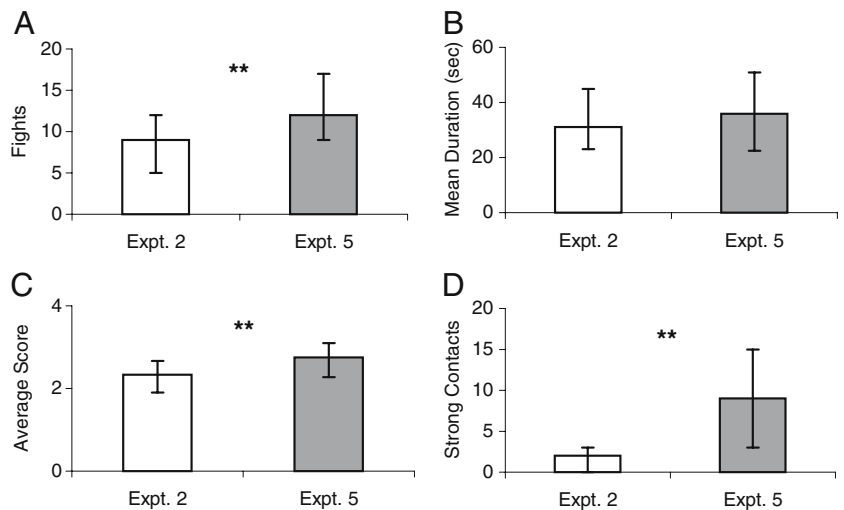 A
20
15
10
5
0
Fights
**
Expt. 2 Expt. 5
B
60
40
20
0
Mean Duration (sec)
Expt. 2 Expt. 5
C
4
2
0
Average Score
**
Expt. 2 Expt. 5
D
20
15
10
5
0
Strong Contacts
**
Expt. 2 Expt. 5